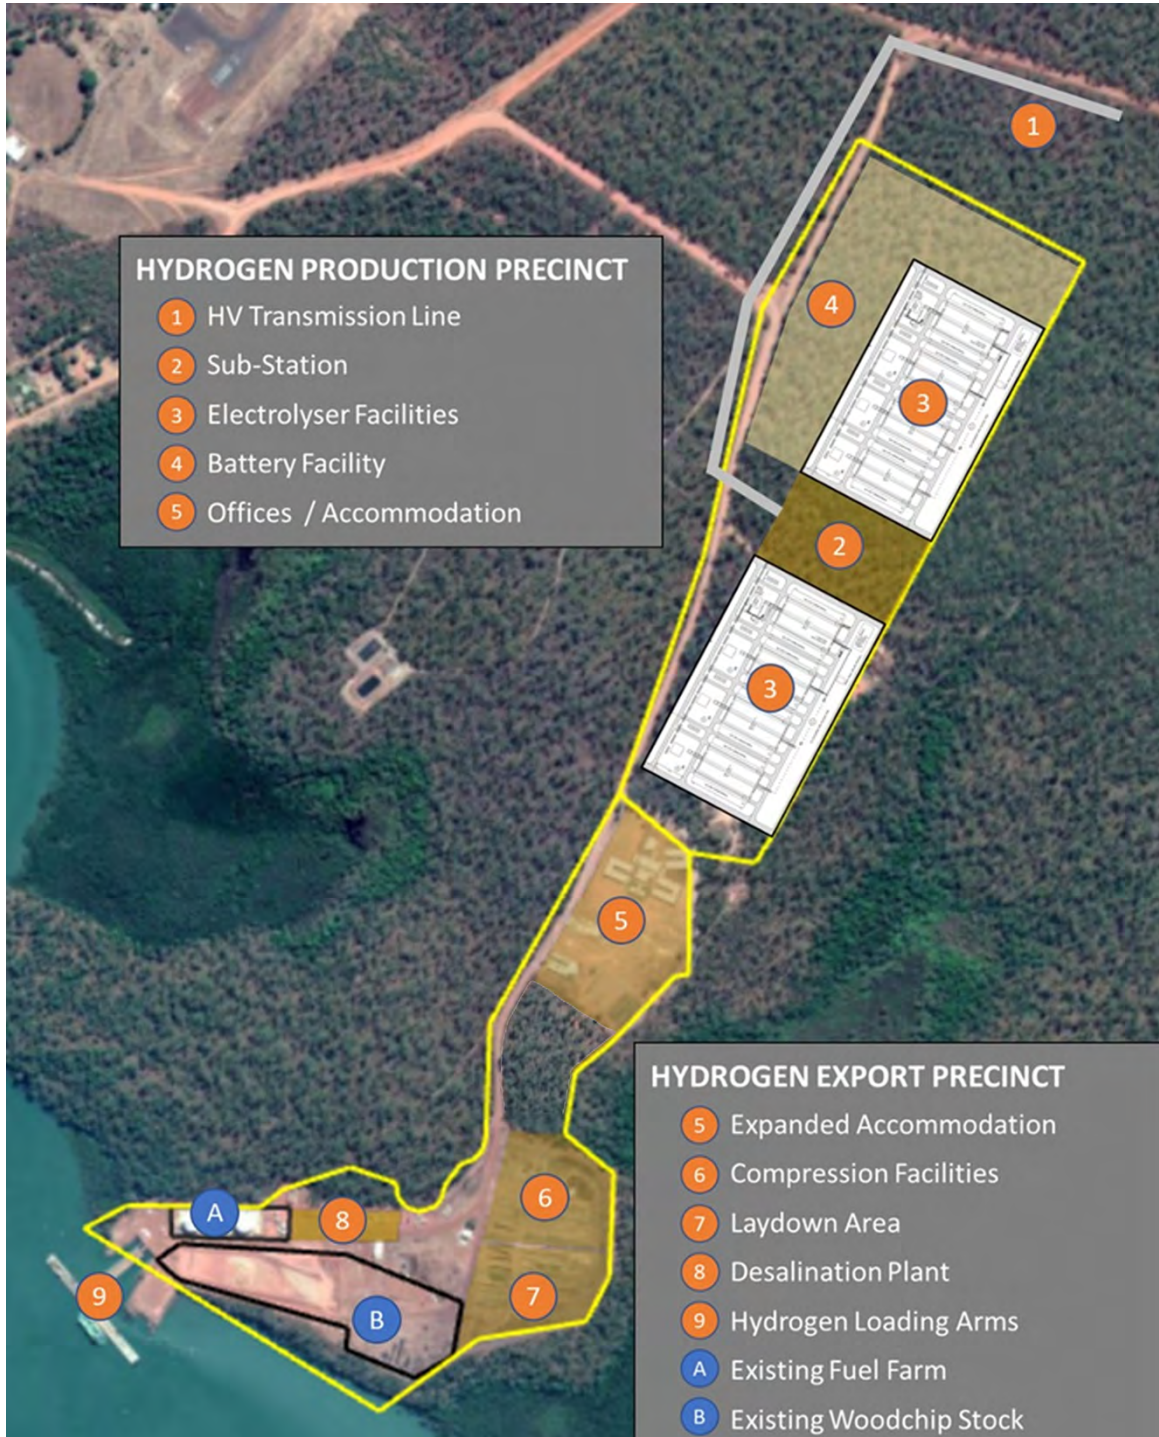 1
HYDROGEN PRODUCTION PRECINCT
1 HV Transmission Line
2 Sub-Station
3 Electrolyser Facilities
4 Battery Facility
5 Offices / Accommodation
4
3
2
3
5
HYDROGEN EXPORT PRECINCT
5 Expanded Accommodation
6 Compression Facilities
7 Laydown Area
8 Desalination Plant
9 Hydrogen Loading Arms
A Existing Fuel Farm
B Existing Woodchip Stock
6
A
8
9
7
B